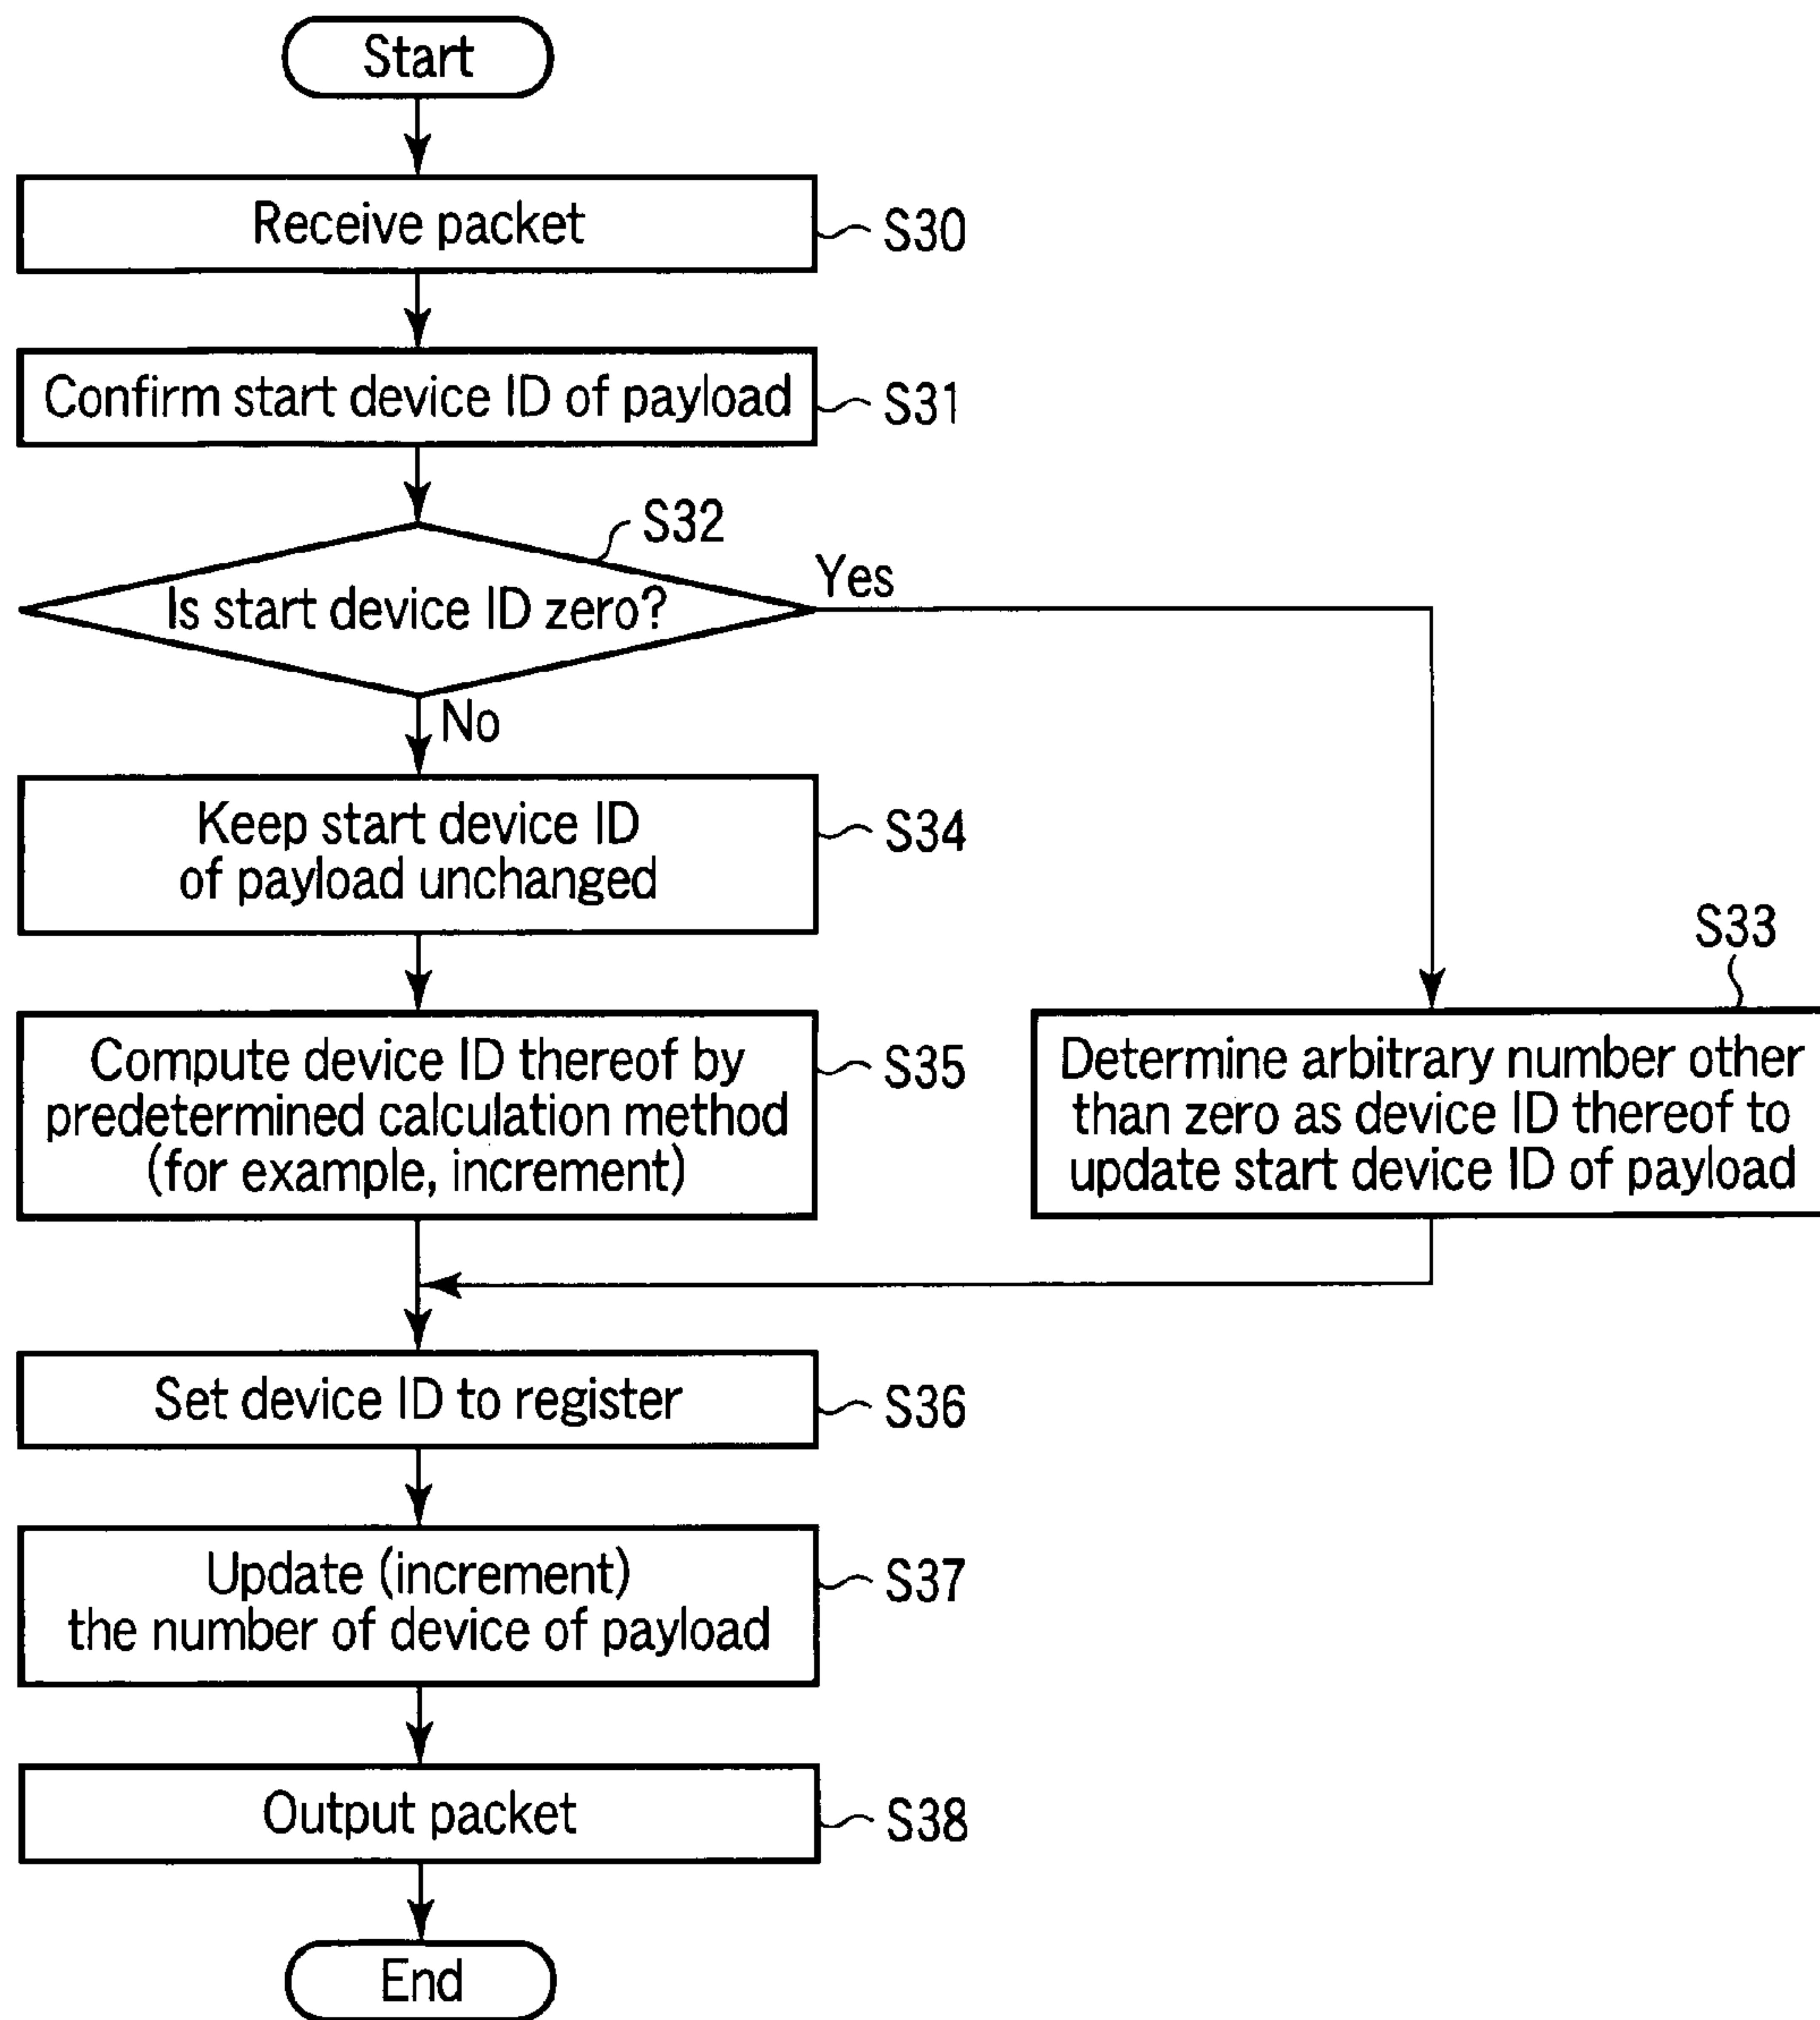 Start
Receive packet
S30
Confirm start device ID of payload
S31
S32
Is start device ID zero?
Yes
No
Keep start device ID
of payload unchanged
S34
S33
Compute device ID thereof by
predetermined calculation method
(for example, increment)
S35
Determine arbitrary number other
than zero as device ID thereof to
update start device ID of payload
Set device ID to register
S36
Update (increment)
the number of device of payload
S37
Output packet
S38
End